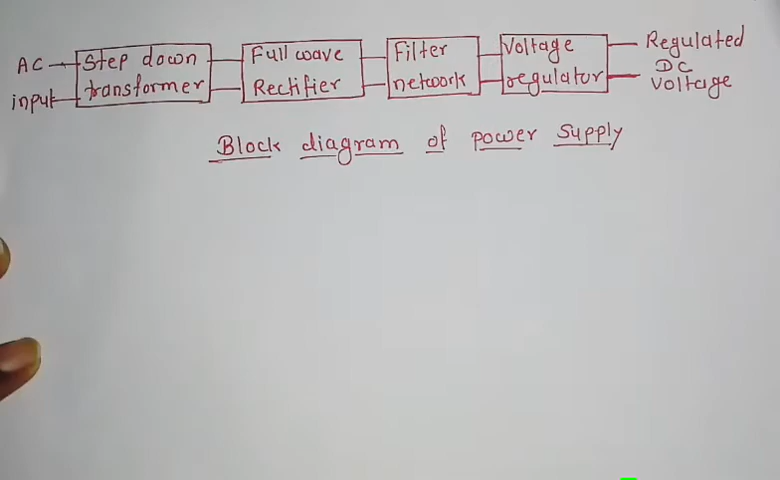 AC
input
Step down
transformer
Full wave
Rectifier
Filter
network
Voltage
regulator
Regulated
DC
Voltage
Block diagram of power supply